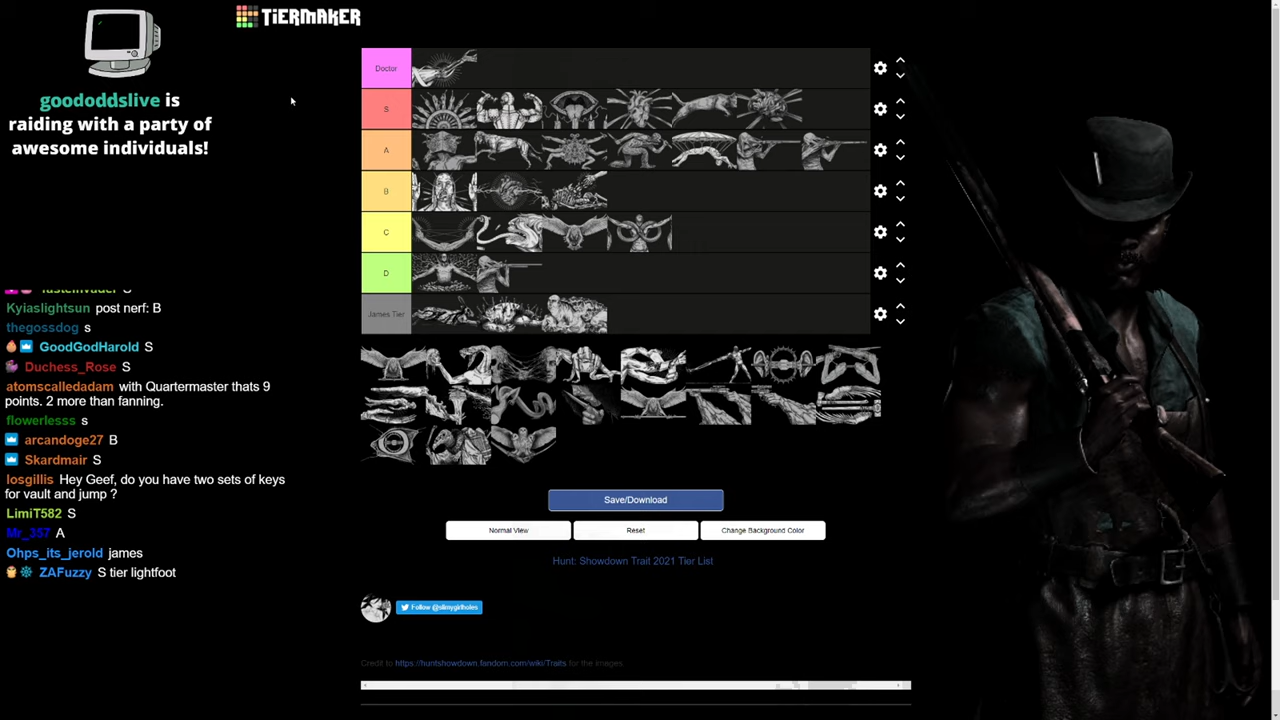 TiERMAKER
goododdslive is
raiding with a party of
awesome individuals!
Doctor
S
A
B
C
D
James Tier
S
Kyiaslightsun post nerf: B
thegossdog s
GoodGodHarold S
Duchess_Rose S
atomscalledadam with Quartermaster thats 9
points. 2 more than fanning.
flowerlesss s
arcandoge27 B
Skardmair S
losgillis Hey Geef, do you have two sets of keys
for vault and jump ?
LimiT582 S
Mr_357 A
Ohps_its_jerold james
ZAFuzzy S tier lightfoot
Save/Download
Normal View
Reset
Change Background Color
Hunt: Showdown Trait 2021 Tier List
Follow @slimygirlholes
Credit to https://huntshowdown.fandom.com/wiki/Traits for the images.